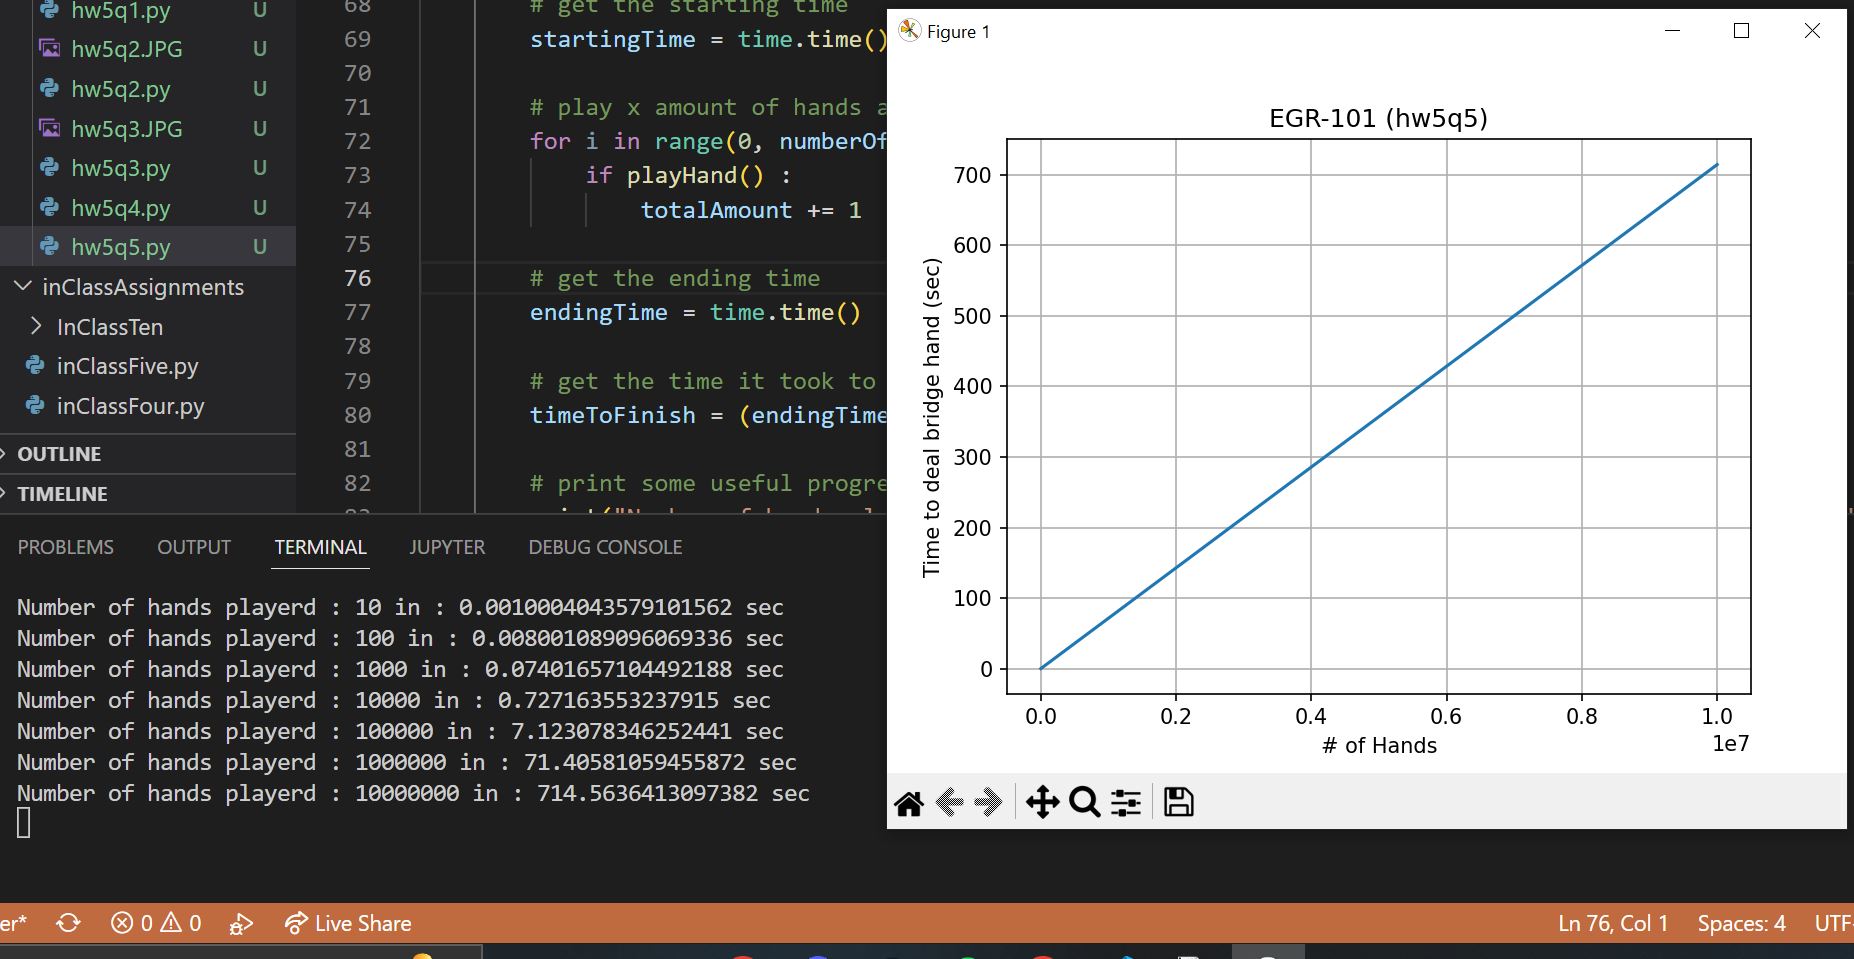 hw5q1.py U
hw5q2.JPG U
hw5q2.py U
hw5q3.JPG U
hw5q3.py U
hw5q4.py U
hw5q5.py U
inClassAssignments
InClassTen
inClassFive.py
inClassFour.py
OUTLINE
TIMELINE
68 # get the starting time
69 startingTime = time.time()
70
71 # play x amount of hands a
72 for i in range(0, numberOf
73 if playHand() :
74 totalAmount += 1
75
76 # get the ending time
77 endingTime = time.time()
78
79 # get the time it took to
80 timeToFinish = (endingTime
81
82 # print some useful progre
Figure 1
EGR-101 (hw5q5)
Time to deal bridge hand (sec)
700
600
500
400
300
200
100
0
0.0 0.2 0.4 0.6 0.8 1.0
1e7
# of Hands
PROBLEMS OUTPUT TERMINAL JUPYTER DEBUG CONSOLE
Number of hands playerd : 10 in : 0.0010004043579101562 sec
Number of hands playerd : 100 in : 0.008001089096069336 sec
Number of hands playerd : 1000 in : 0.07401657104492188 sec
Number of hands playerd : 10000 in : 0.727163553237915 sec
Number of hands playerd : 100000 in : 7.123078346252441 sec
Number of hands playerd : 1000000 in : 71.40581059455872 sec
Number of hands playerd : 10000000 in : 714.5636413097382 sec
er* 0 0 Live Share Ln 76, Col 1 Spaces: 4 UTF-